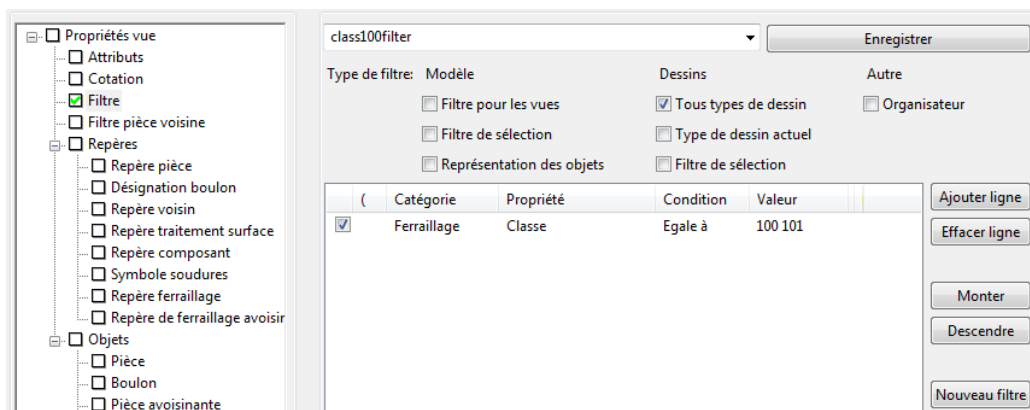 Propriétés vue
Attributs
Cotation
Filtre
Filtre pièce voisine
Repères
Repère pièce
Désignation boulon
Repère voisin
Repère traitement surface
Repère composant
Symbole soudures
Repère ferraillage
Repère de ferraillage avoisir
Objets
Pièce
Boulon
Pièce avoisinante
class100filter
Enregistrer
Type de filtre: Modèle Dessins Autre
Filtre pour les vues Tous types de dessin Organisateur
Filtre de sélection Type de dessin actuel
Représentation des objets Filtre de sélection
( Catégorie Propriété Condition Valeur
Ferraillage Classe Egale à 100 101
Ajouter ligne
Effacer ligne
Monter
Descendre
Nouveau filtre